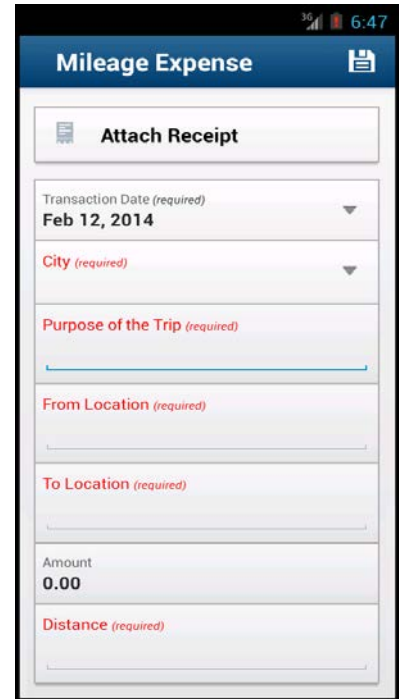 3G 6:47
Mileage Expense
Attach Receipt
Transaction Date (required)
Feb 12, 2014
City (required)
Purpose of the Trip (required)
From Location (required)
To Location (required)
Amount
0.00
Distance (required)